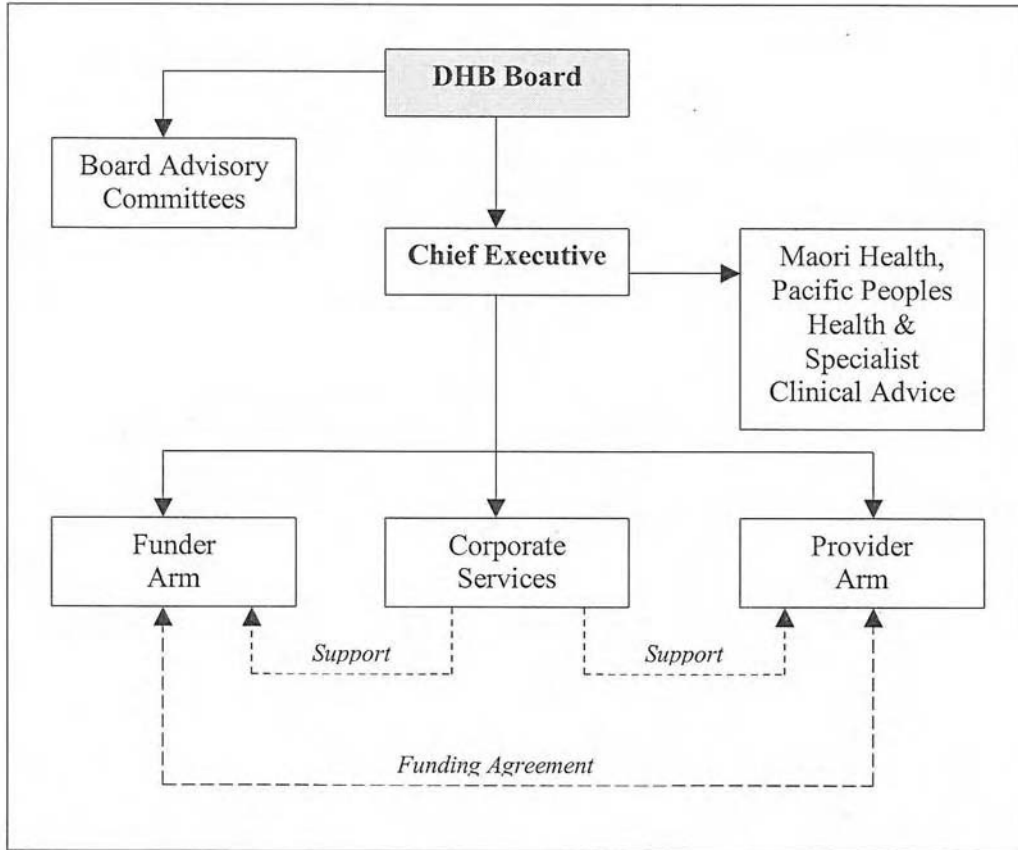 DHB Board
Board Advisory
Committees
Chief Executive
Maori Health,
Pacific Peoples
Health &
Specialist
Clinical Advice
Funder
Arm
Corporate
Services
Provider
Arm
Support
Support
Funding Agreement